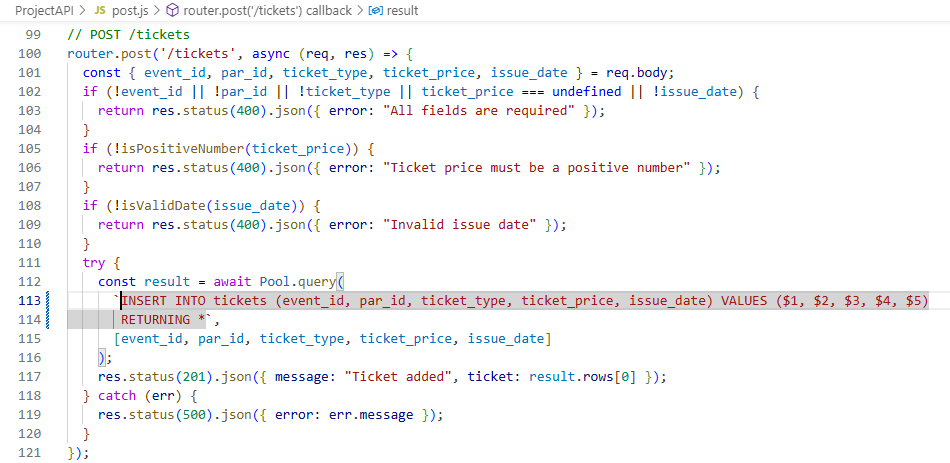 ProjectAPI > JS post.js > router.post('/tickets') callback > result
99 // POST /tickets
100 router.post('/tickets', async (req, res) => {
101 const { event_id, par_id, ticket_type, ticket_price, issue_date } = req.body;
102 if (!event_id || !par_id || !ticket_type || ticket_price === undefined || !issue_date) {
103 return res.status(400).json({ error: "All fields are required" });
104 }
105 if (!isPositiveNumber(ticket_price)) {
106 return res.status(400).json({ error: "Ticket price must be a positive number" });
107 }
108 if (!isValidDate(issue_date)) {
109 return res.status(400).json({ error: "Invalid issue date" });
110 }
111 try {
112 const result = await Pool.query(
113 `INSERT INTO tickets (event_id, par_id, ticket_type, ticket_price, issue_date) VALUES ($1, $2, $3, $4, $5)
114 RETURNING *`,
115 [event_id, par_id, ticket_type, ticket_price, issue_date]
116 );
117 res.status(201).json({ message: "Ticket added", ticket: result.rows[0] });
118 } catch (err) {
119 res.status(500).json({ error: err.message });
120 }
121 });